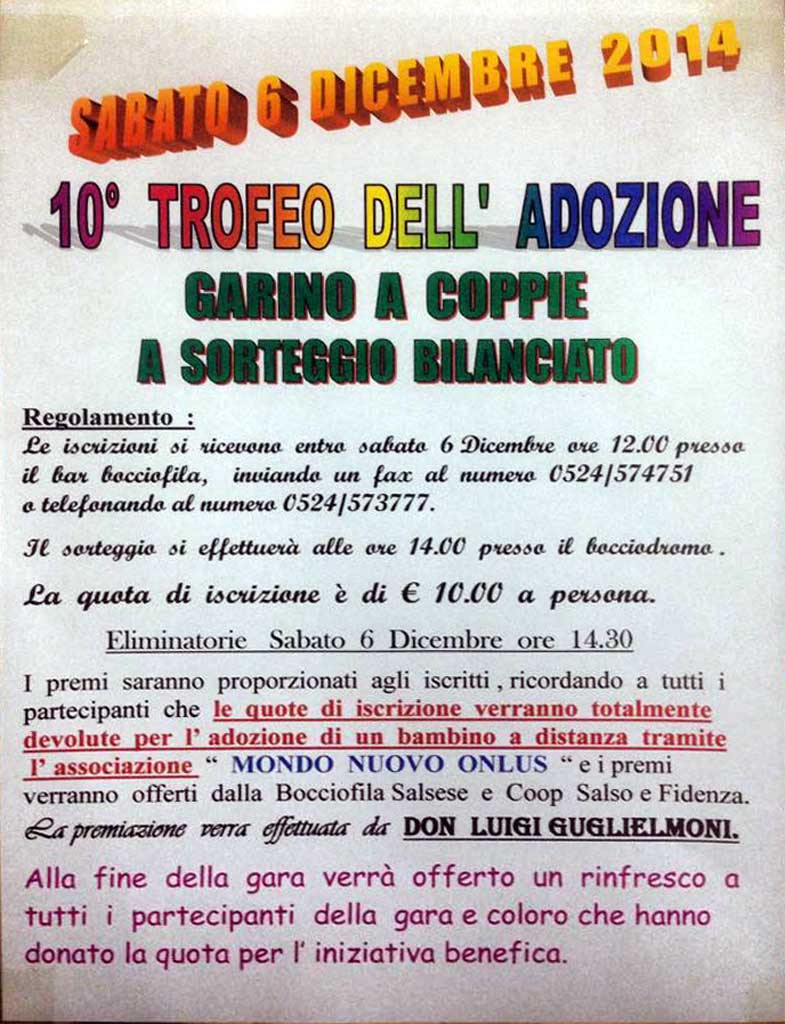 SABATO 6 DICEMBRE 2014
10° TROFEO DELL' ADOZIONE
GARINO A COPPIE
A SORTEGGIO BILANCIATO
Regolamento :
Le iscrizioni si ricevono entro sabato 6 Dicembre ore 12.00 presso
il bar bocciofila, inviando un fax al numero 0524/574751
o telefonando al numero 0524/573777.
Il sorteggio si effettuerà alle ore 14.00 presso il bocciodromo .
La quota di iscrizione è di € 10.00 a persona.
Eliminatorie Sabato 6 Dicembre ore 14.30
I premi saranno proporzionati agli iscritti , ricordando a tutti i
partecipanti che le quote di iscrizione verranno totalmente
devolute per l' adozione di un bambino a distanza tramite
l' associazione “ MONDO NUOVO ONLUS “ e i premi
verranno offerti dalla Bocciofila Salsese e Coop Salso e Fidenza.
La premiazione verra effettuata da DON LUIGI GUGLIELMONI.
Alla fine della gara verrà offerto un rinfresco a
tutti i partecipanti della gara e coloro che hanno
donato la quota per l' iniziativa benefica.